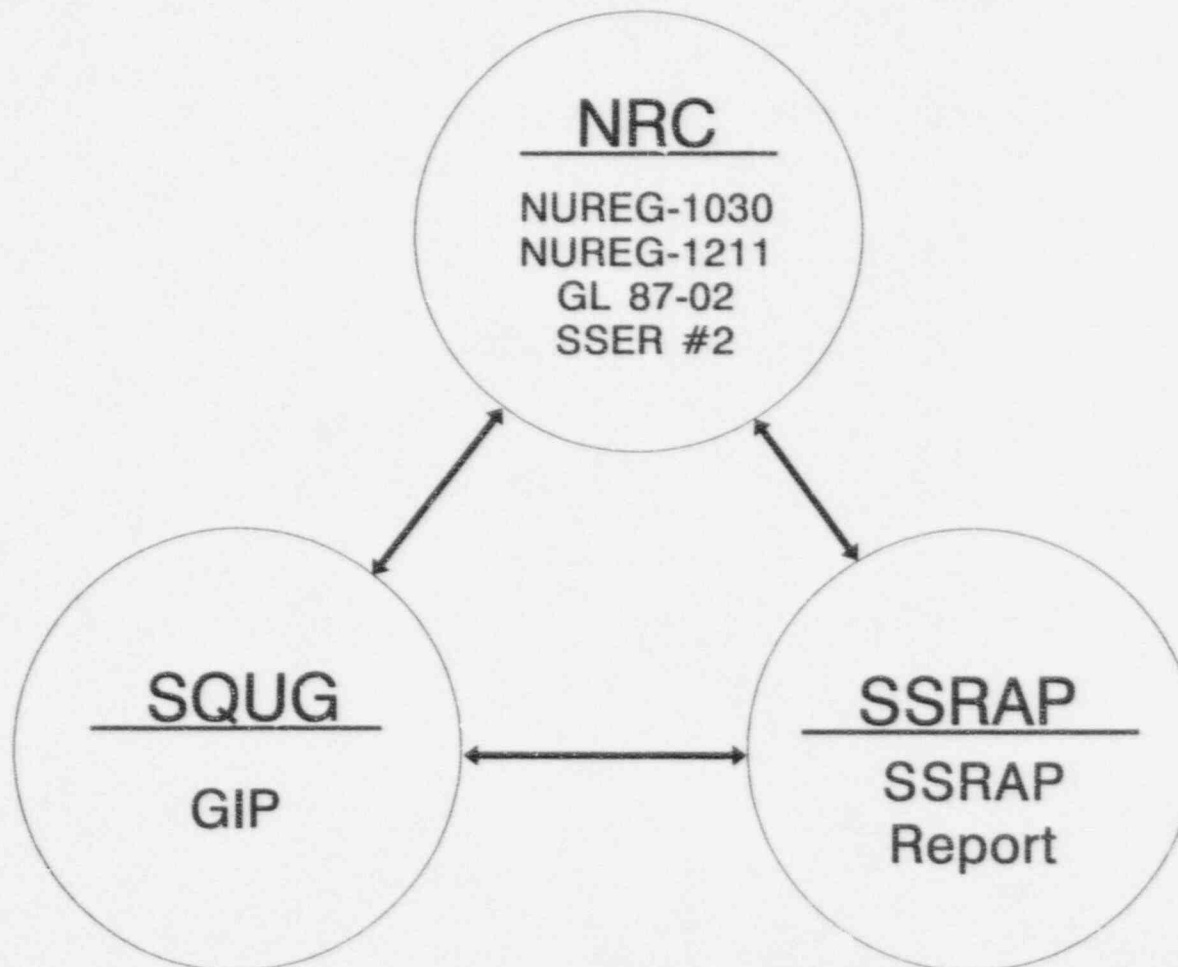 NRC
NUREG-1030
NUREG-1211
GL 87-02
SSER #2
SQUG
GIP
SSRAP
SSRAP
Report